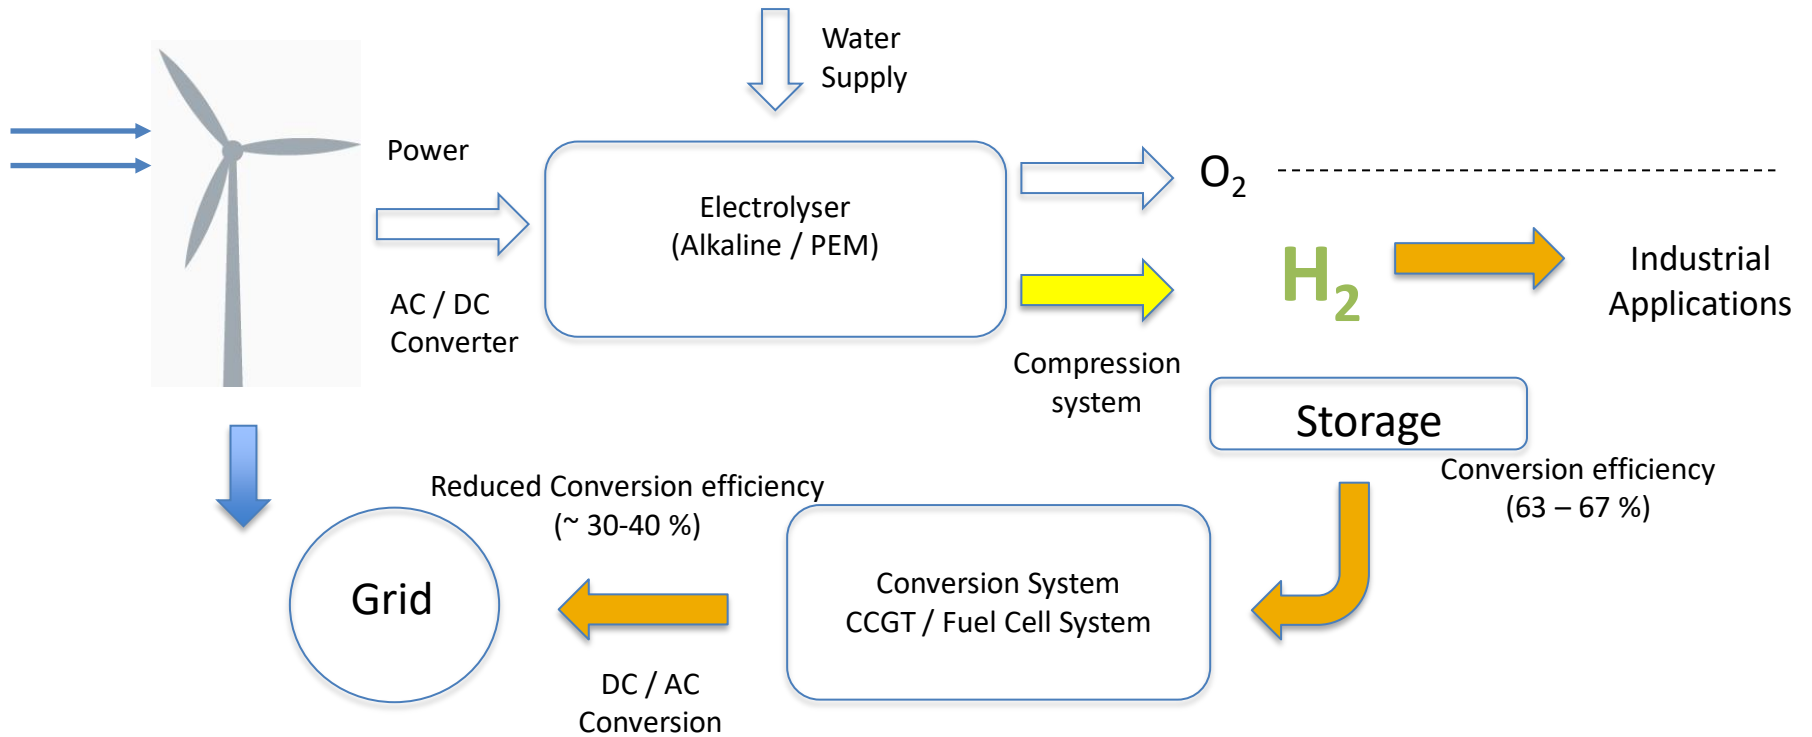 Water
Supply
Power
AC / DC
Converter
Electrolyser
(Alkaline / PEM)
O₂
H₂
Industrial
Applications
Compression
system
Storage
Conversion efficiency
(63 – 67 %)
Reduced Conversion efficiency
(~ 30-40 %)
Conversion System
CCGT / Fuel Cell System
Grid
DC / AC
Conversion